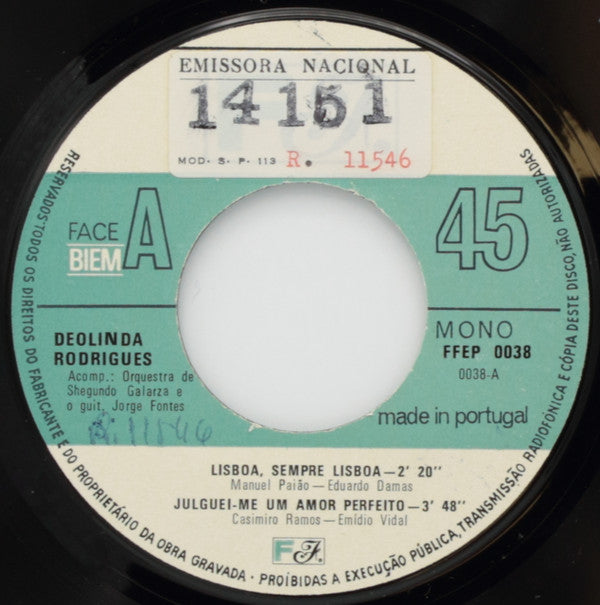 EMISSORA NACIONAL
14151
MOD. S. P. 113 R. 11546
FACE A
BIEM
45
DEOLINDA
RODRIGUES
Acomp.: Orquestra de
Shegundo Galarza e
o guit. Jorge Fontes
R. 11546
MONO
FFEP 0038
0038-A
made in portugal
LISBOA, SEMPRE LISBOA—2' 20"
Manuel Paião—Eduardo Damas
JULGUEI-ME UM AMOR PERFEITO—3' 48"
Casimiro Ramos—Emídio Vidal
FF
RESERVADOS TODOS OS DIREITOS DO FABRICANTE E DO PROPRIETÁRIO DA OBRA GRAVADA · PROÍBIDAS A EXECUÇÃO PÚBLICA, TRANSMISSÃO RADIOFÓNICA E CÓPIA DESTE DISCO, NÃO AUTORIZADAS